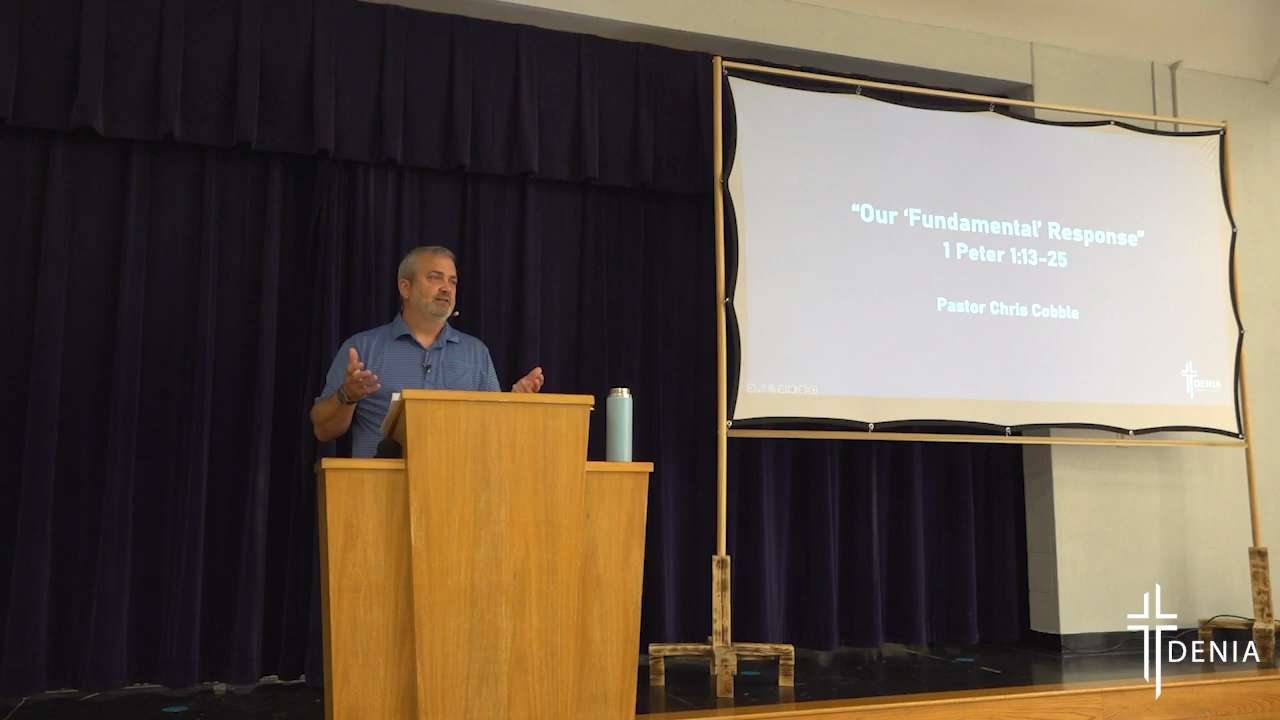 “Our ‘Fundamental’ Response”
1 Peter 1:13-25
Pastor Chris Cobble
DENIA
DENIA